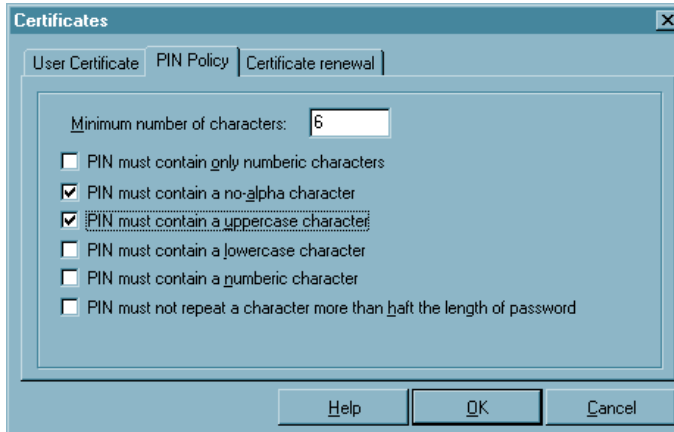 Certificates
User Certificate PIN Policy Certificate renewal
Minimum number of characters: 6
PIN must contain only numberic characters
PIN must contain a no-alpha character
PIN must contain a uppercase character
PIN must contain a lowercase character
PIN must contain a numberic character
PIN must not repeat a character more than haft the length of password
Help OK Cancel